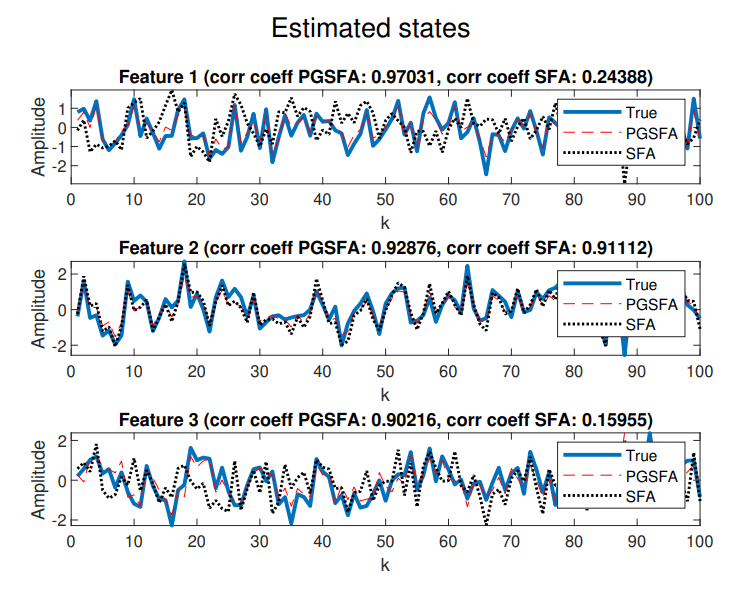 Estimated states
Feature 1 (corr coeff PGSFA: 0.97031, corr coeff SFA: 0.24388)
Amplitude
1
0
-1
-2
True
PGSFA
SFA
0 10 20 30 40 50 60 70 80 90 100
k
Feature 2 (corr coeff PGSFA: 0.92876, corr coeff SFA: 0.91112)
Amplitude
2
0
-2
True
PGSFA
SFA
0 10 20 30 40 50 60 70 80 90 100
k
Feature 3 (corr coeff PGSFA: 0.90216, corr coeff SFA: 0.15955)
Amplitude
2
0
-2
True
PGSFA
SFA
0 10 20 30 40 50 60 70 80 90 100
k